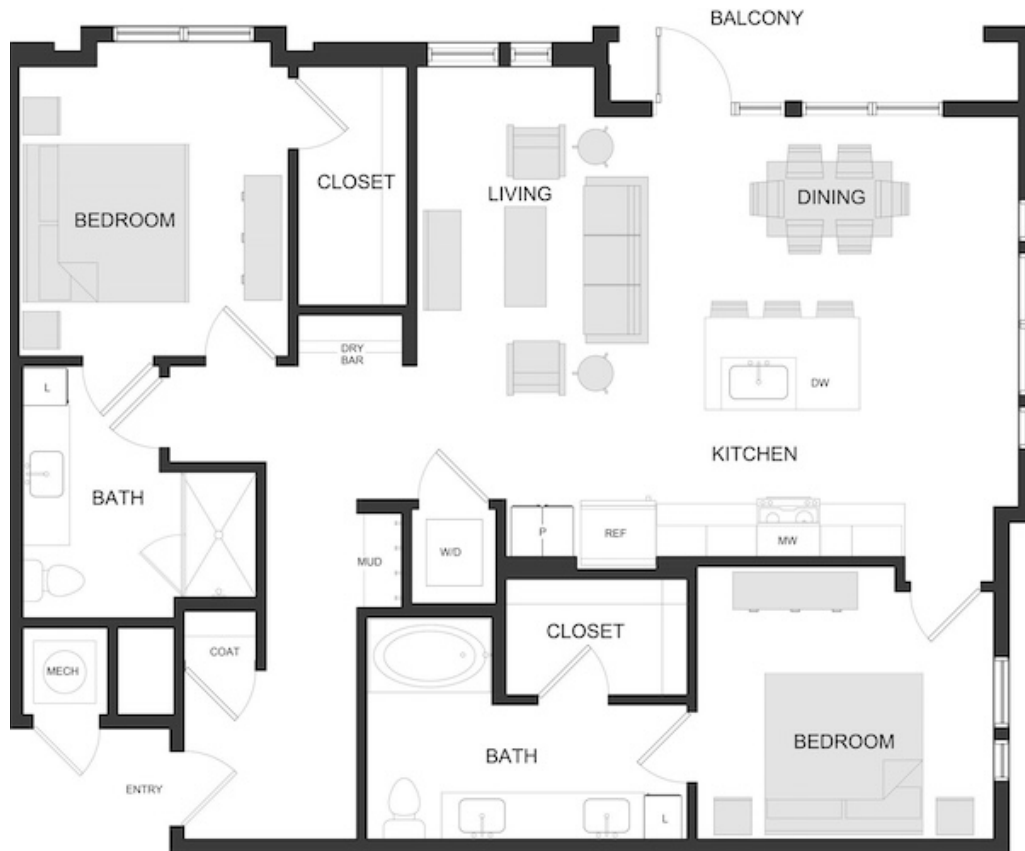 BALCONY
CLOSET
LIVING
DINING
BEDROOM
DRY
BAR
L
DW
KITCHEN
BATH
P
REF
MW
W/D
MUD
CLOSET
COAT
MECH
BEDROOM
BATH
ENTRY
L